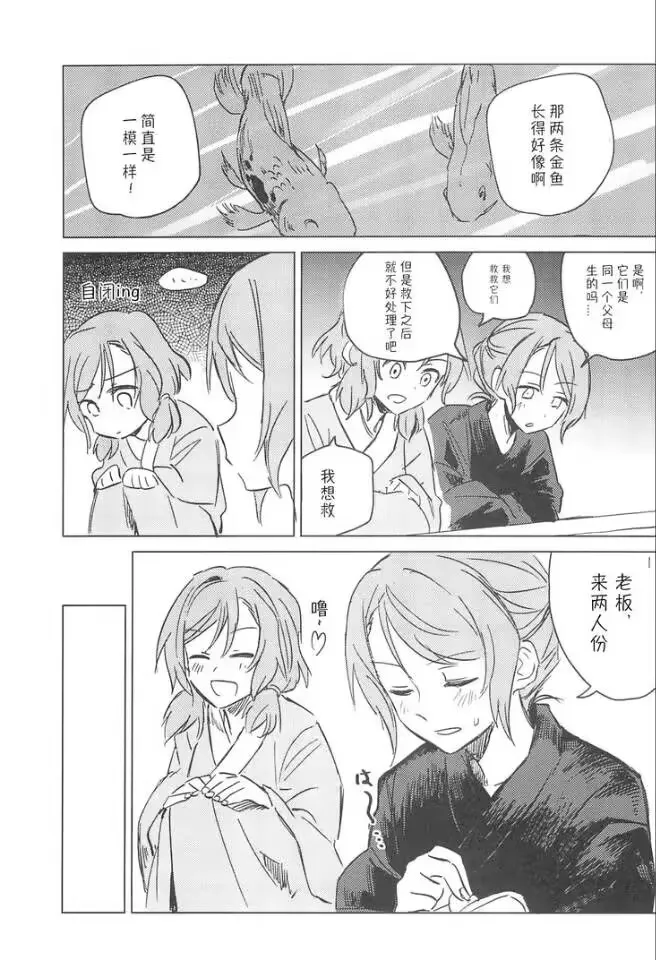 那两条金鱼
长得好像啊
简直是
一模一样！
是啊，
它们是
同一个父母
生的吗……
我想
救救它们
但是救下之后
就不好处理了吧
我想救
……
自闭ing
老板，
来两人份
噜~♡
は~~